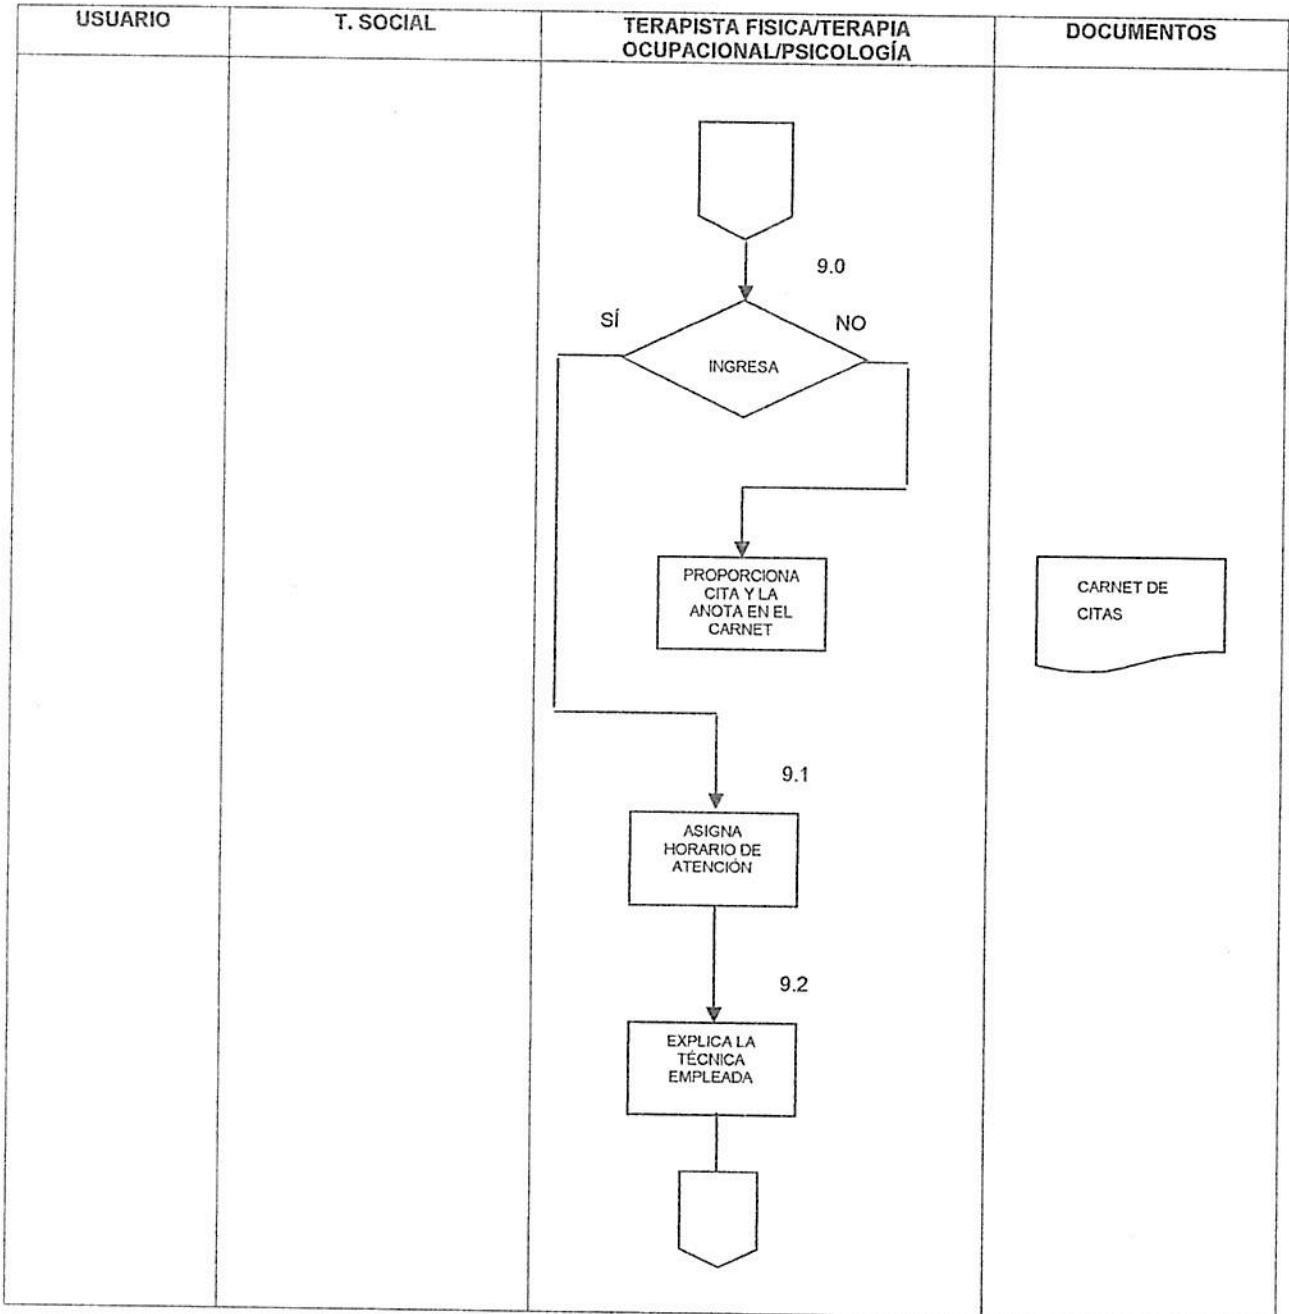 USUARIO
T. SOCIAL
TERAPISTA FISICA/TERAPIA
OCUPACIONAL/PSICOLOGÍA
DOCUMENTOS
9.0
SÍ
NO
INGRESA
PROPORCIONA
CITA Y LA
ANOTA EN EL
CARNET
CARNET DE
CITAS
9.1
ASIGNA
HORARIO DE
ATENCIÓN
9.2
EXPLICA LA
TÉCNICA
EMPLEADA